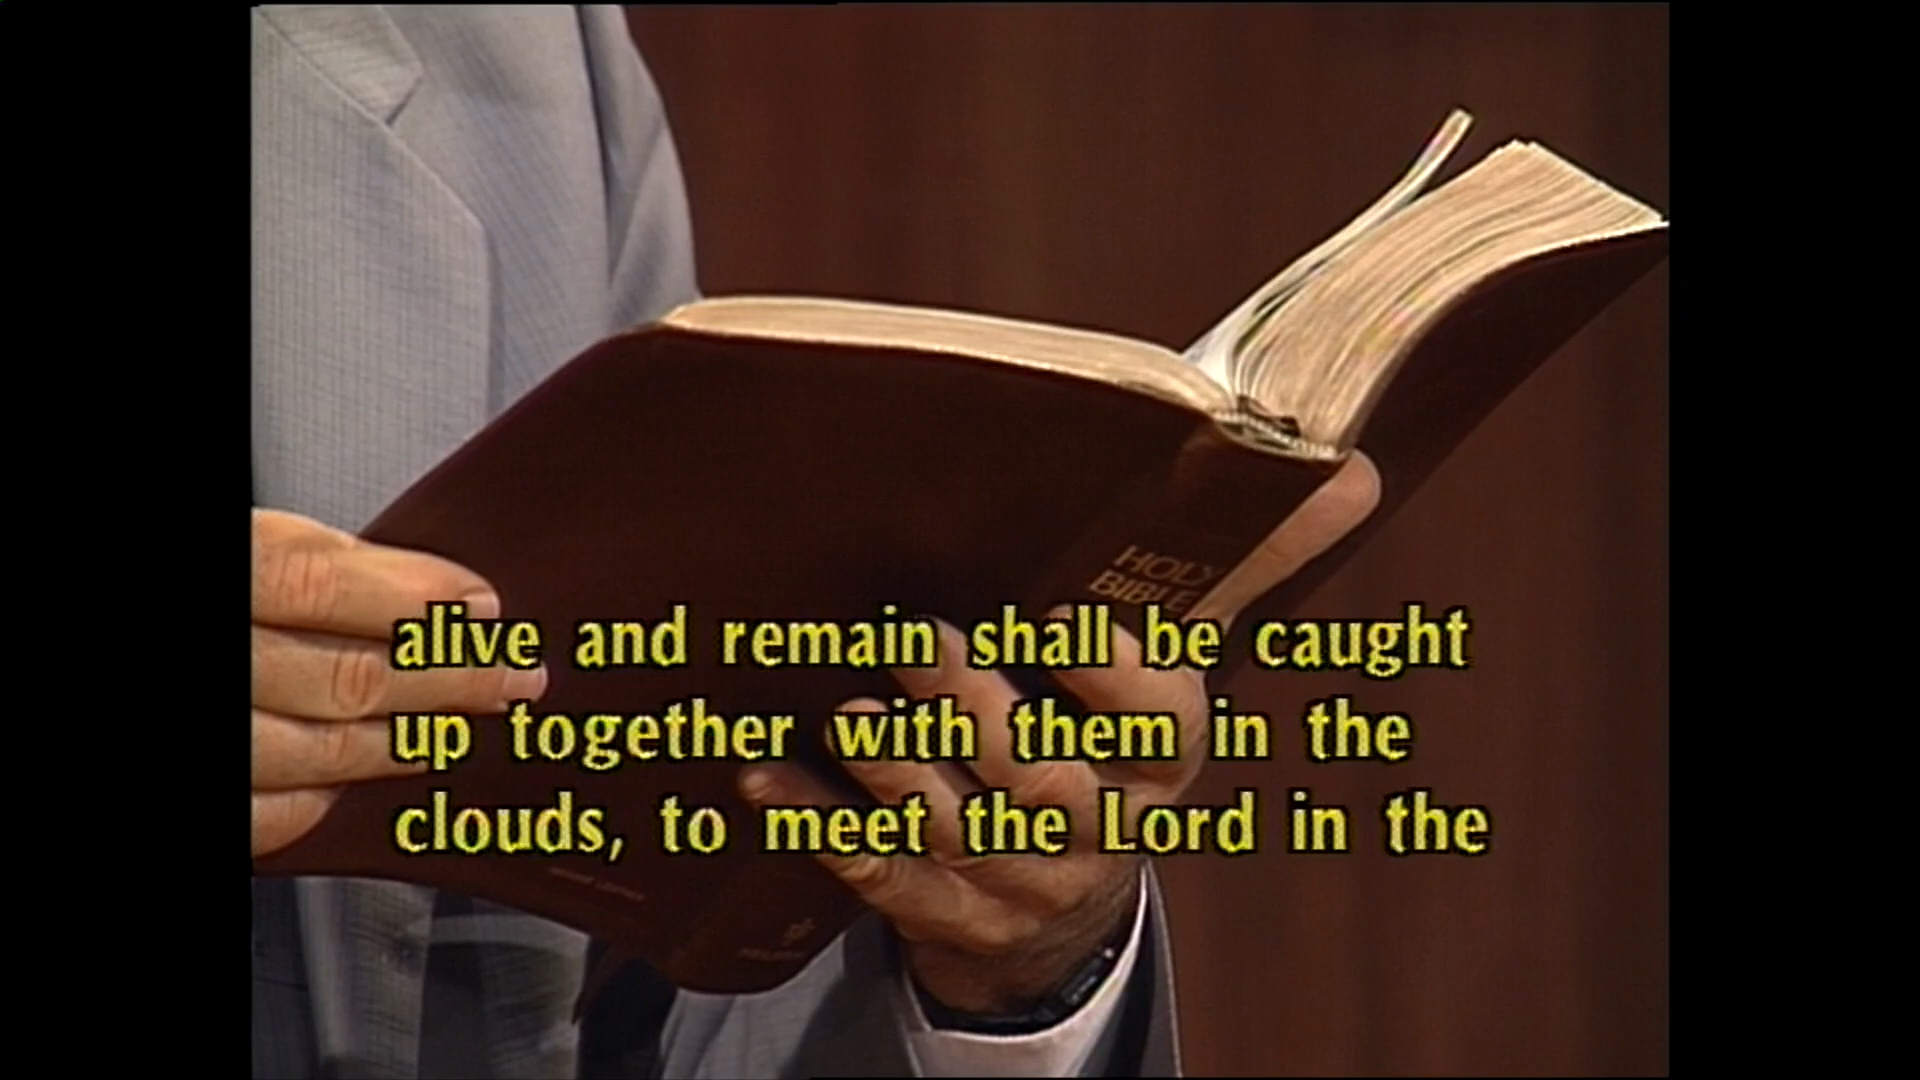 HOLY
BIBLE
alive and remain shall be caught
up together with them in the
clouds, to meet the Lord in the